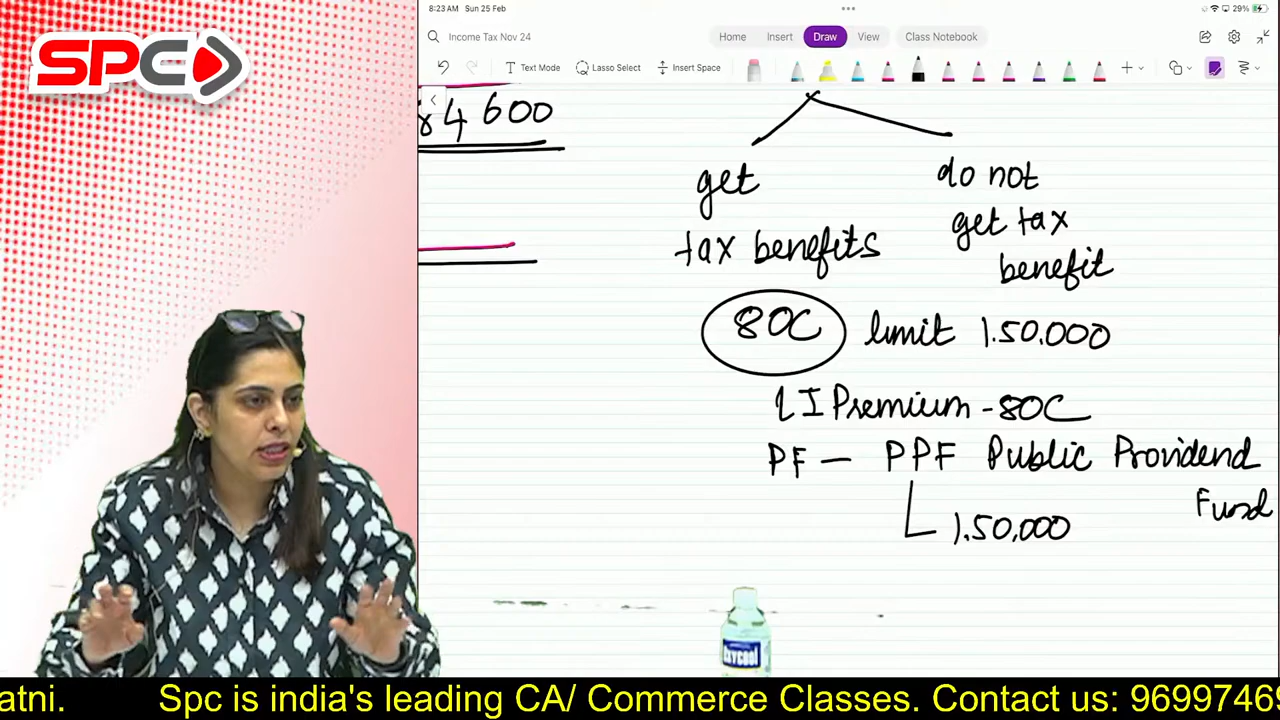 8:23 AM Sun 25 Feb
29%
SPC
Income Tax Nov 24
Home Insert Draw View Class Notebook
Text Mode Lasso Select Insert Space
84600
get
tax benefits
do not
get tax
benefit
80C limit 1.50.000
LI Premium - 80C
PF - PPF Public Providend
Fund
1.50,000
OXYCOOL
atni. Spc is india's leading CA/ Commerce Classes. Contact us: 96997469